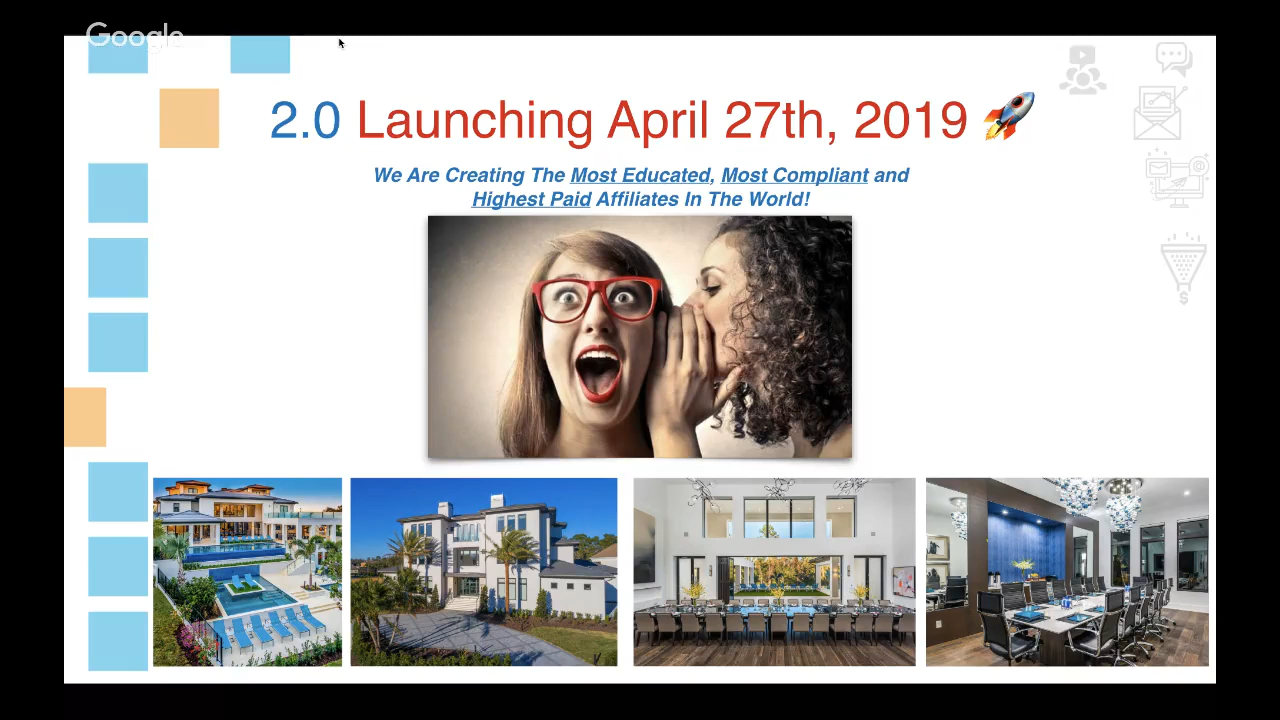 Google
2.0 Launching April 27th, 2019 🚀
We Are Creating The Most Educated, Most Compliant and
Highest Paid Affiliates In The World!